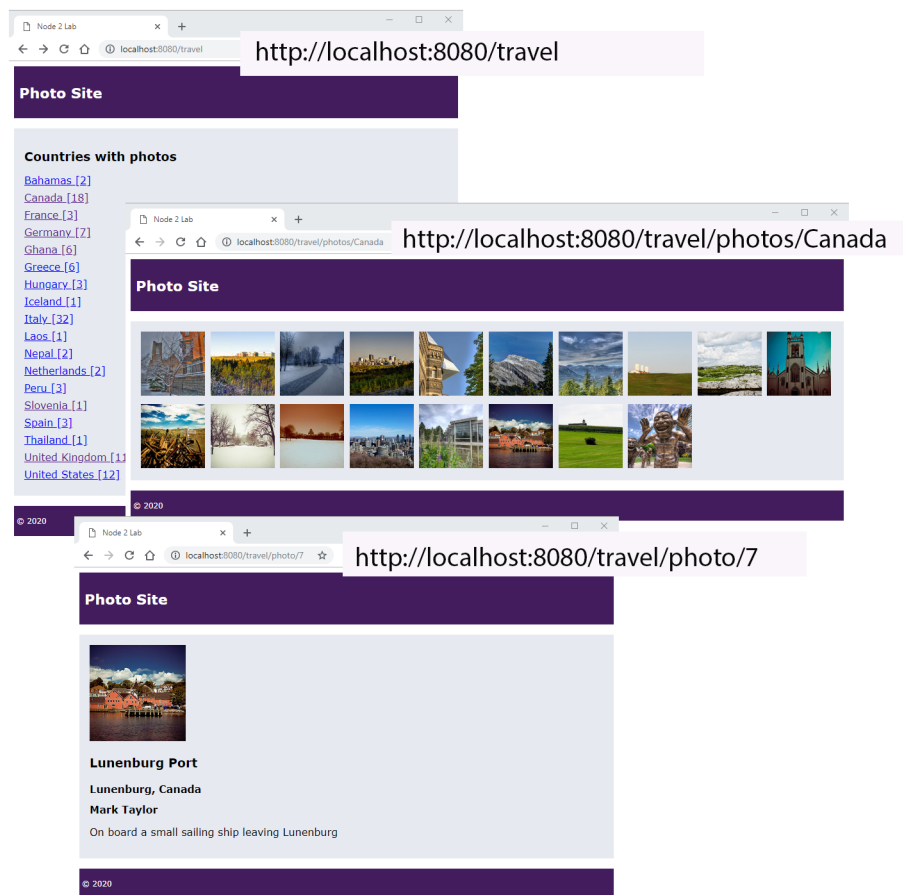 Node 2 Lab
localhost:8080/travel
http://localhost:8080/travel
Photo Site
Countries with photos
Bahamas [2]
Canada [18]
France [3]
Germany [7]
Ghana [6]
Greece [6]
Hungary [3]
Iceland [1]
Italy [32]
Laos [1]
Nepal [2]
Netherlands [2]
Peru [3]
Slovenia [1]
Spain [3]
Thailand [1]
United Kingdom [11
United States [12]
© 2020
Node 2 Lab
localhost:8080/travel/photos/Canada
http://localhost:8080/travel/photos/Canada
Photo Site
© 2020
Node 2 Lab
localhost:8080/travel/photo/7
http://localhost:8080/travel/photo/7
Photo Site
Lunenburg Port
Lunenburg, Canada
Mark Taylor
On board a small sailing ship leaving Lunenburg
© 2020